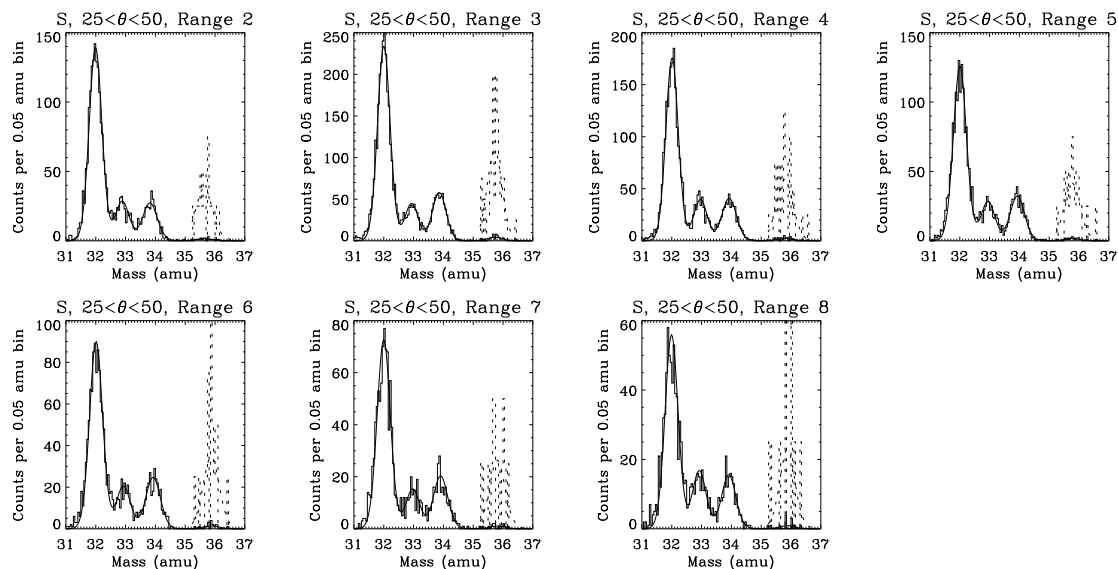 S, 25<θ<50, Range 2
S, 25<θ<50, Range 3
S, 25<θ<50, Range 4
S, 25<θ<50, Range 5
Counts per 0.05 amu bin
150
100
50
0
31 32 33 34 35 36 37
Mass (amu)
Counts per 0.05 amu bin
250
200
150
100
50
0
31 32 33 34 35 36 37
Mass (amu)
Counts per 0.05 amu bin
200
150
100
50
0
31 32 33 34 35 36 37
Mass (amu)
Counts per 0.05 amu bin
150
100
50
0
31 32 33 34 35 36 37
Mass (amu)
S, 25<θ<50, Range 6
S, 25<θ<50, Range 7
S, 25<θ<50, Range 8
Counts per 0.05 amu bin
100
80
60
40
20
0
31 32 33 34 35 36 37
Mass (amu)
Counts per 0.05 amu bin
80
60
40
20
0
31 32 33 34 35 36 37
Mass (amu)
Counts per 0.05 amu bin
60
40
20
0
31 32 33 34 35 36 37
Mass (amu)